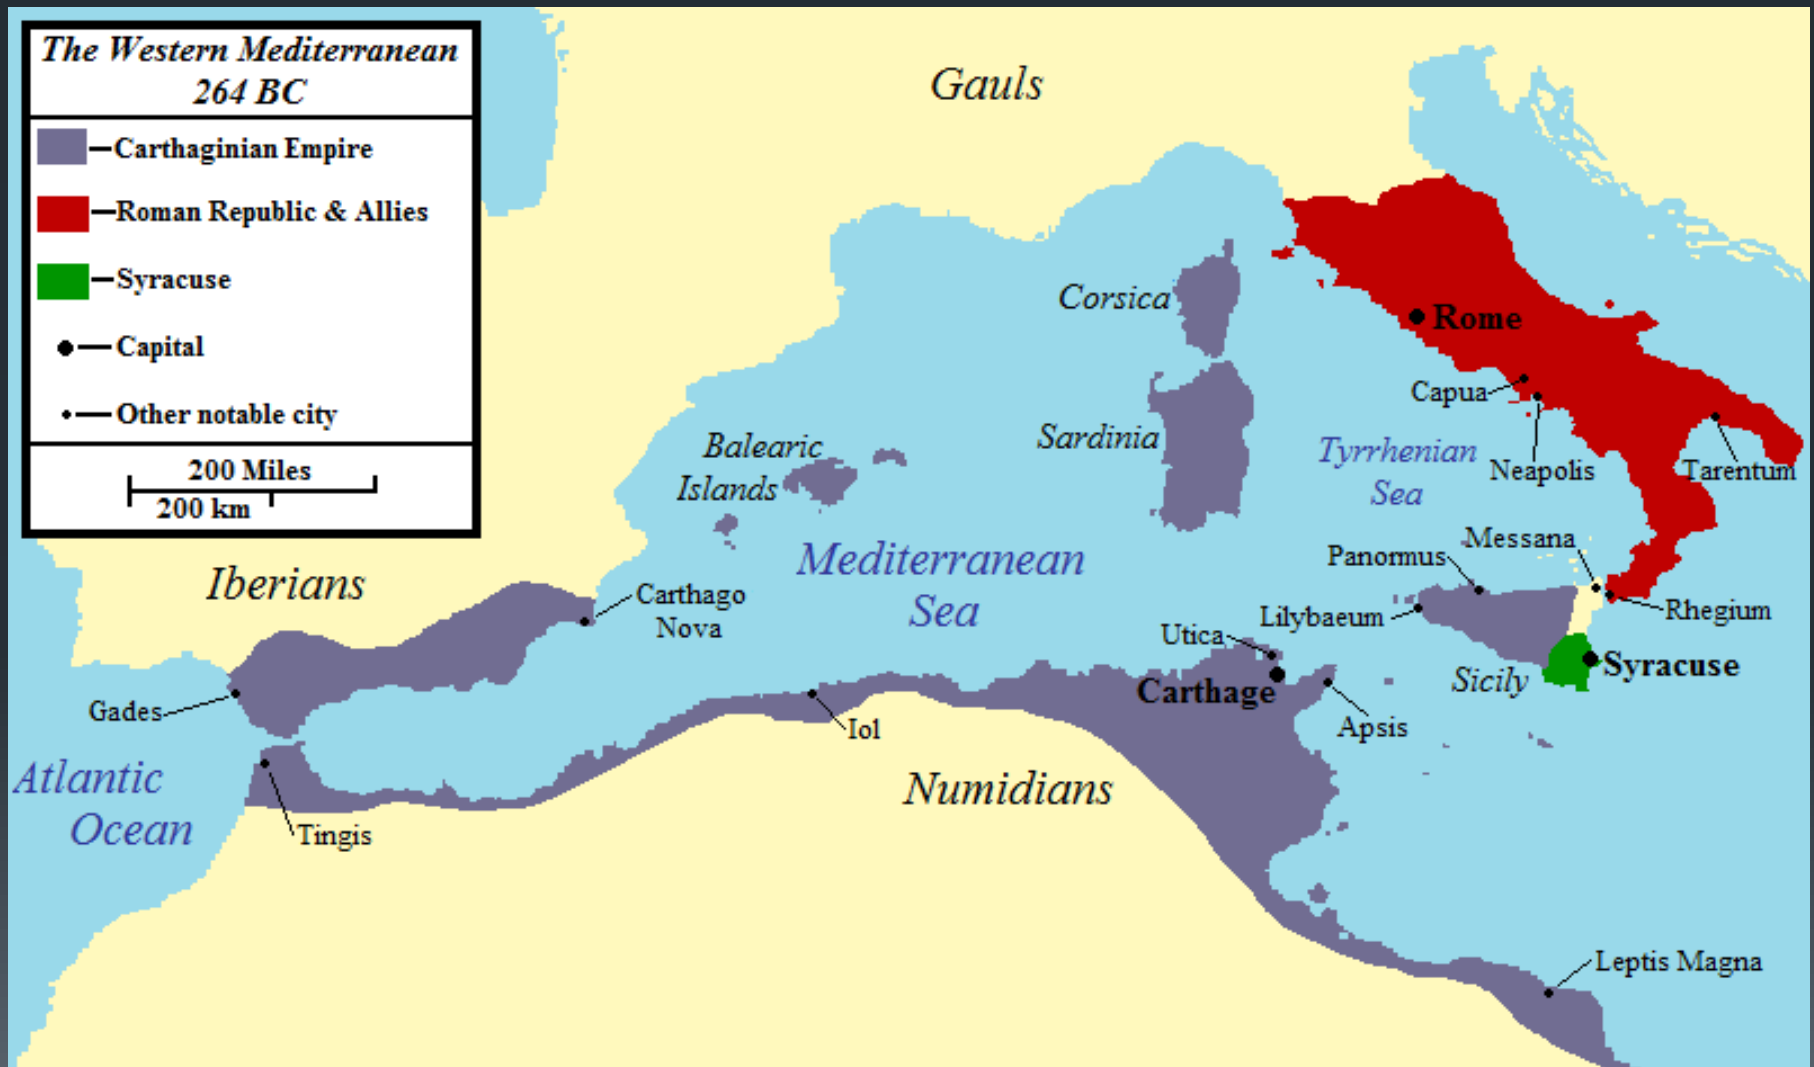 The Western Mediterranean
264 BC
Carthaginian Empire
Roman Republic & Allies
Syracuse
Capital
Other notable city
200 Miles
200 km
Gauls
Corsica
Rome
Capua
Sardinia
Tyrrhenian
Sea
Neapolis
Tarentum
Balearic
Islands
Mediterranean
Sea
Messana
Panormus
Iberians
Carthago
Nova
Lilybaeum
Rhegium
Utica
Syracuse
Sicily
Carthage
Gades
Iol
Apsis
Atlantic
Ocean
Numidians
Tingis
Leptis Magna